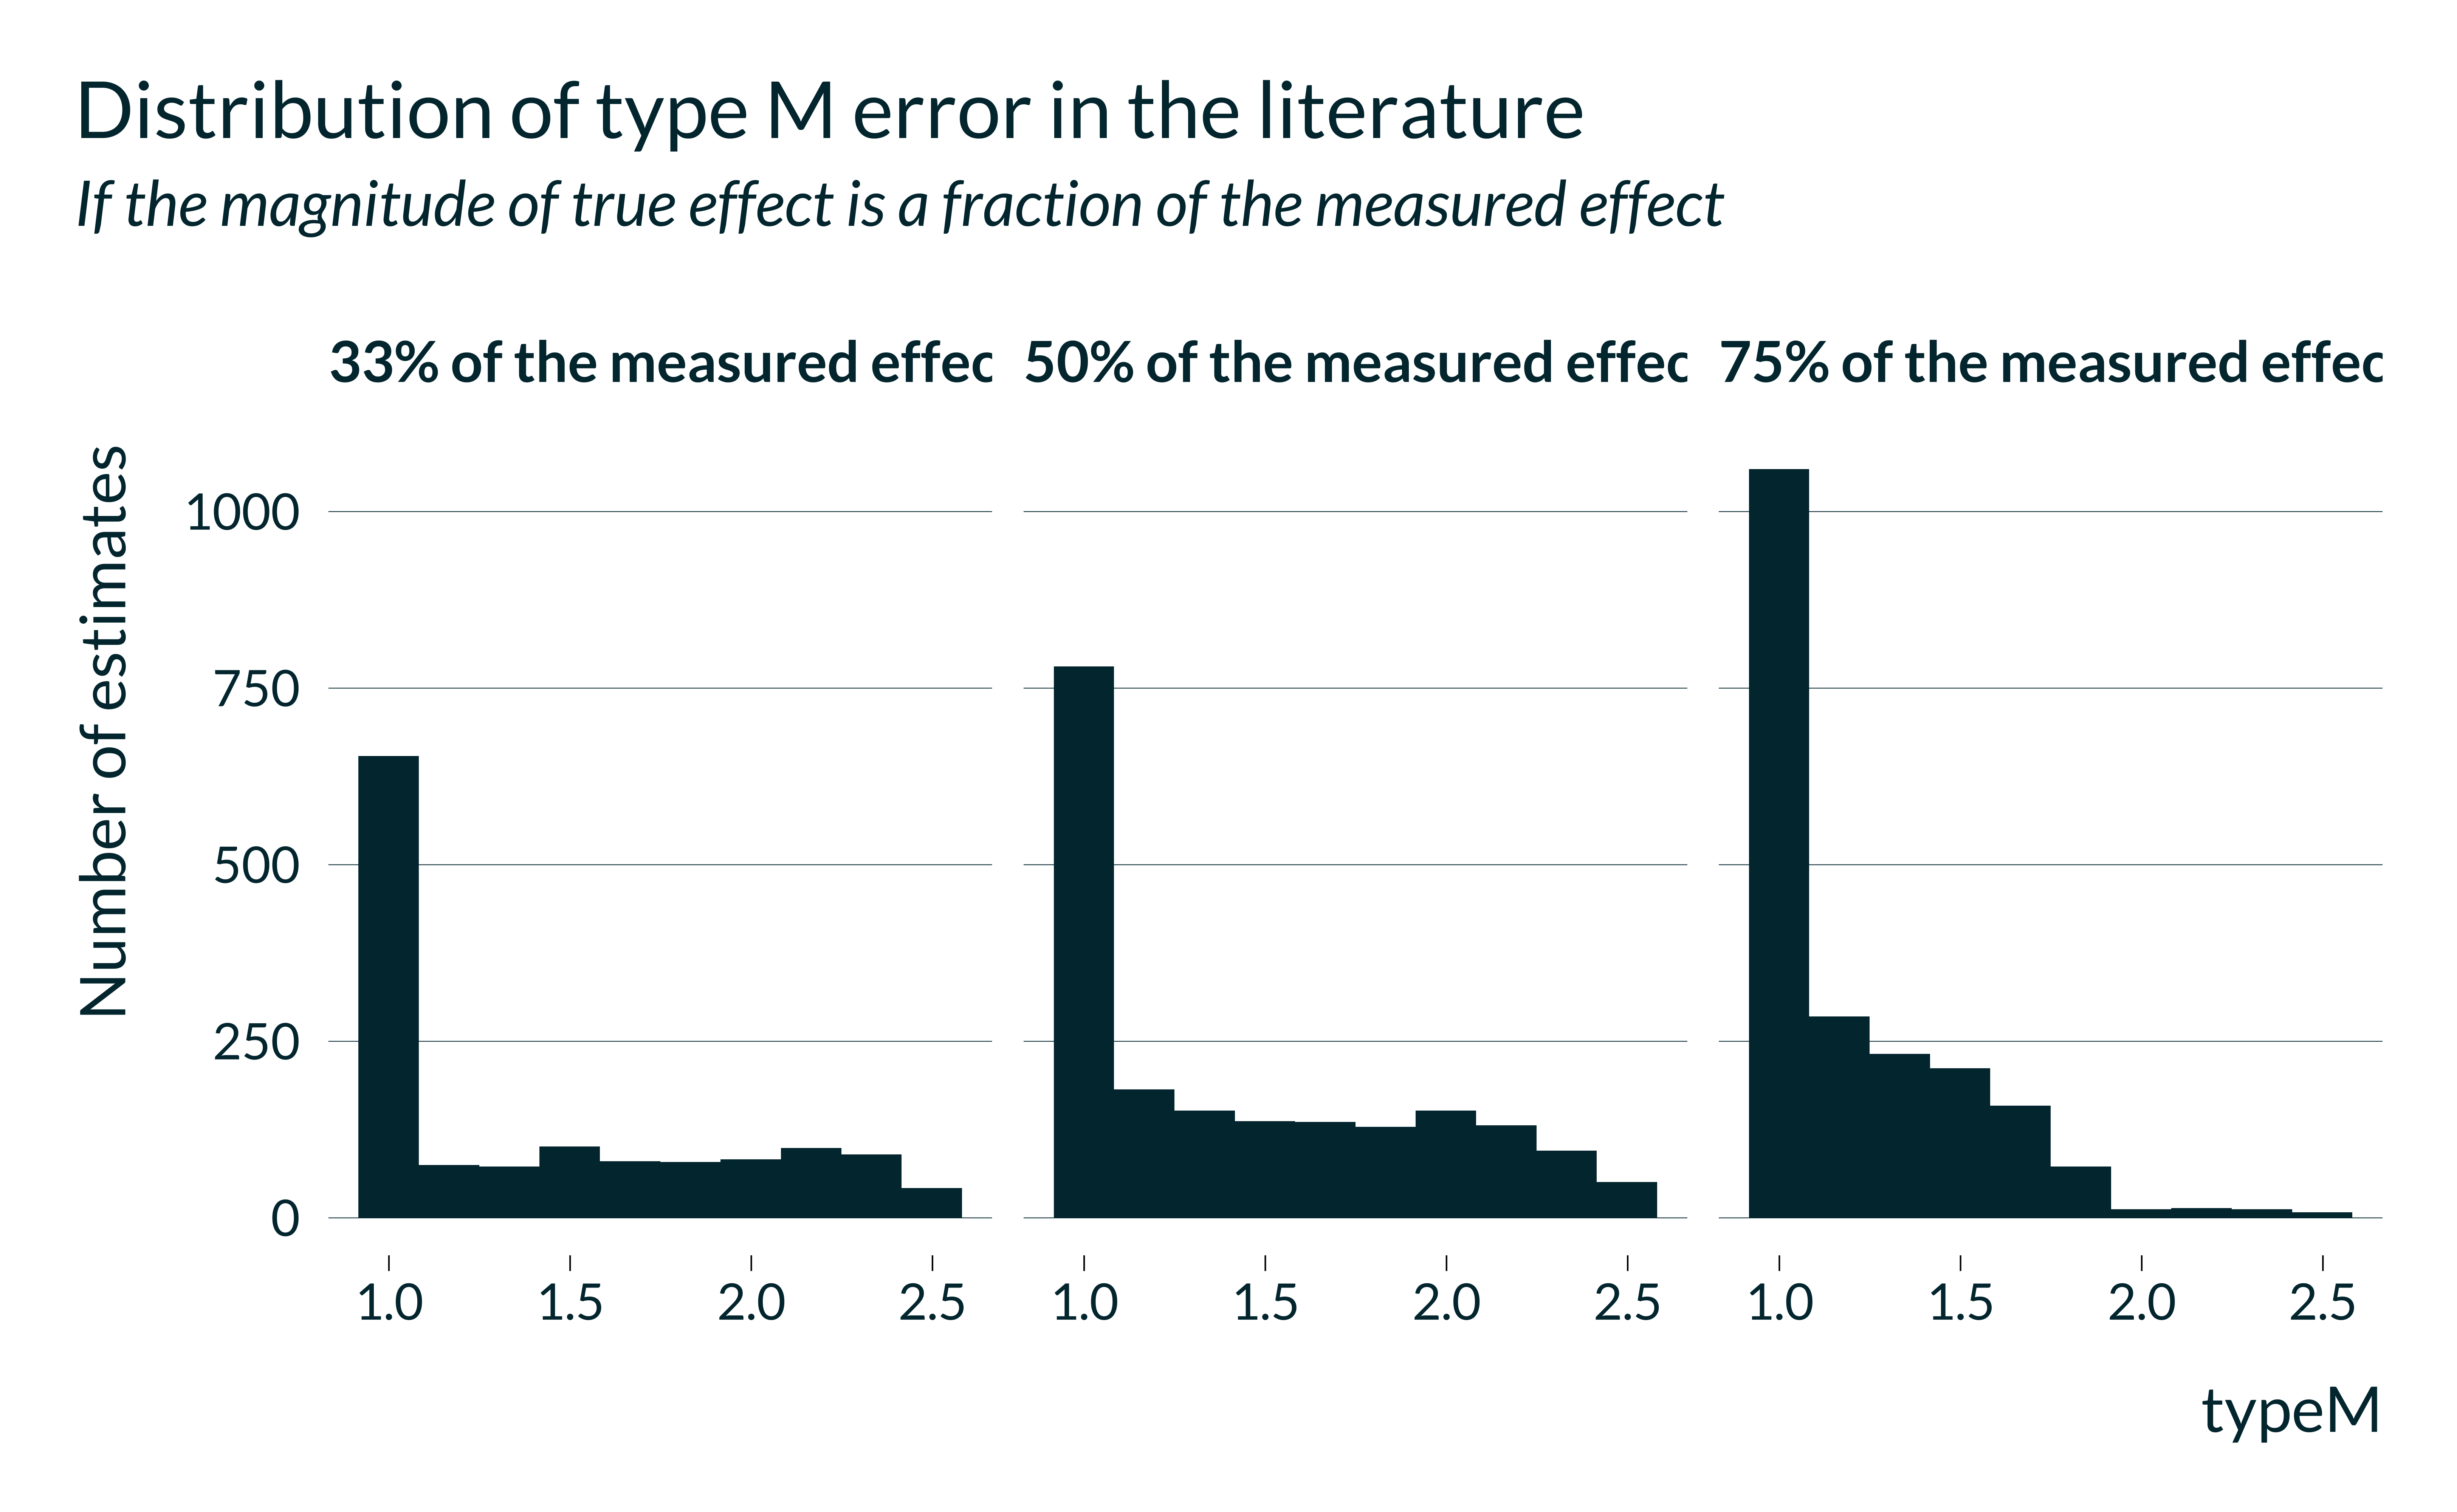 Distribution of type M error in the literature
If the magnitude of true effect is a fraction of the measured effect
33% of the measured effec
50% of the measured effec
75% of the measured effec
Number of estimates
1000
750
500
250
0
1.0 1.5 2.0 2.5
1.0 1.5 2.0 2.5
1.0 1.5 2.0 2.5
typeM